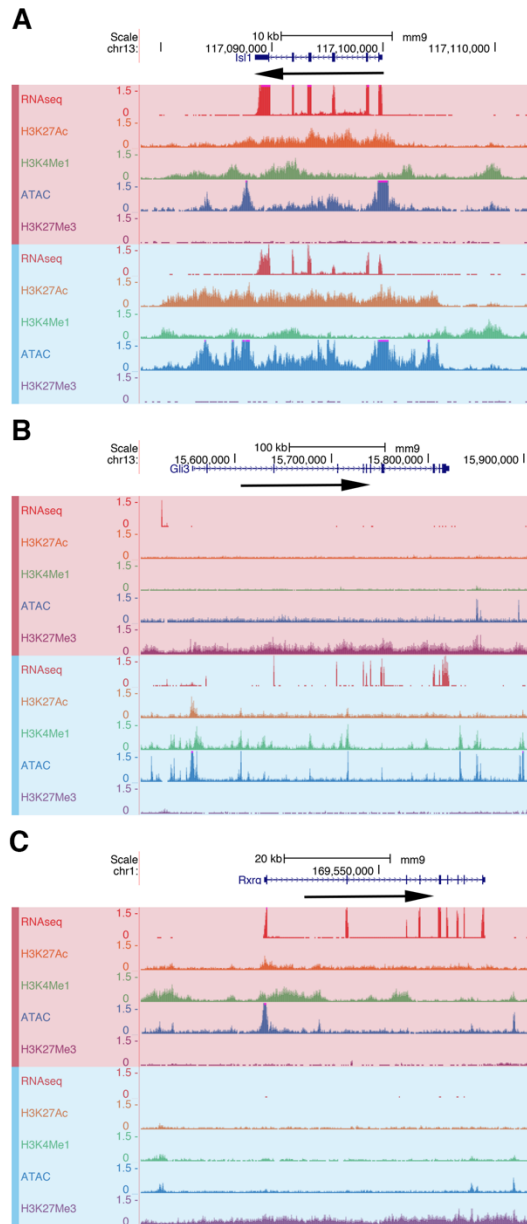 A
Scale 10 kb mm9
chr13: 117,090,000 117,100,000 117,110,000
Isl1
RNAseq 1.5 0
H3K27Ac 1.5 0
H3K4Me1 1.5 0
ATAC 1.5 0
H3K27Me3 1.5 0
RNAseq 1.5 0
H3K27Ac 1.5 0
H3K4Me1 1.5 0
ATAC 1.5 0
H3K27Me3 1.5 0
B
Scale 100 kb mm9
chr13: 15,600,000 15,700,000 15,800,000 15,900,000
Gli3
RNAseq 1.5 0
H3K27Ac 1.5 0
H3K4Me1 1.5 0
ATAC 1.5 0
H3K27Me3 1.5 0
RNAseq 1.5 0
H3K27Ac 1.5 0
H3K4Me1 1.5 0
ATAC 1.5 0
H3K27Me3 1.5 0
C
Scale 20 kb mm9
chr1: 169,550,000
Rxrg
RNAseq 1.5 0
H3K27Ac 1.5 0
H3K4Me1 1.5 0
ATAC 1.5 0
H3K27Me3 1.5 0
RNAseq 1.5 0
H3K27Ac 1.5 0
H3K4Me1 1.5 0
ATAC 1.5 0
H3K27Me3 1.5 0